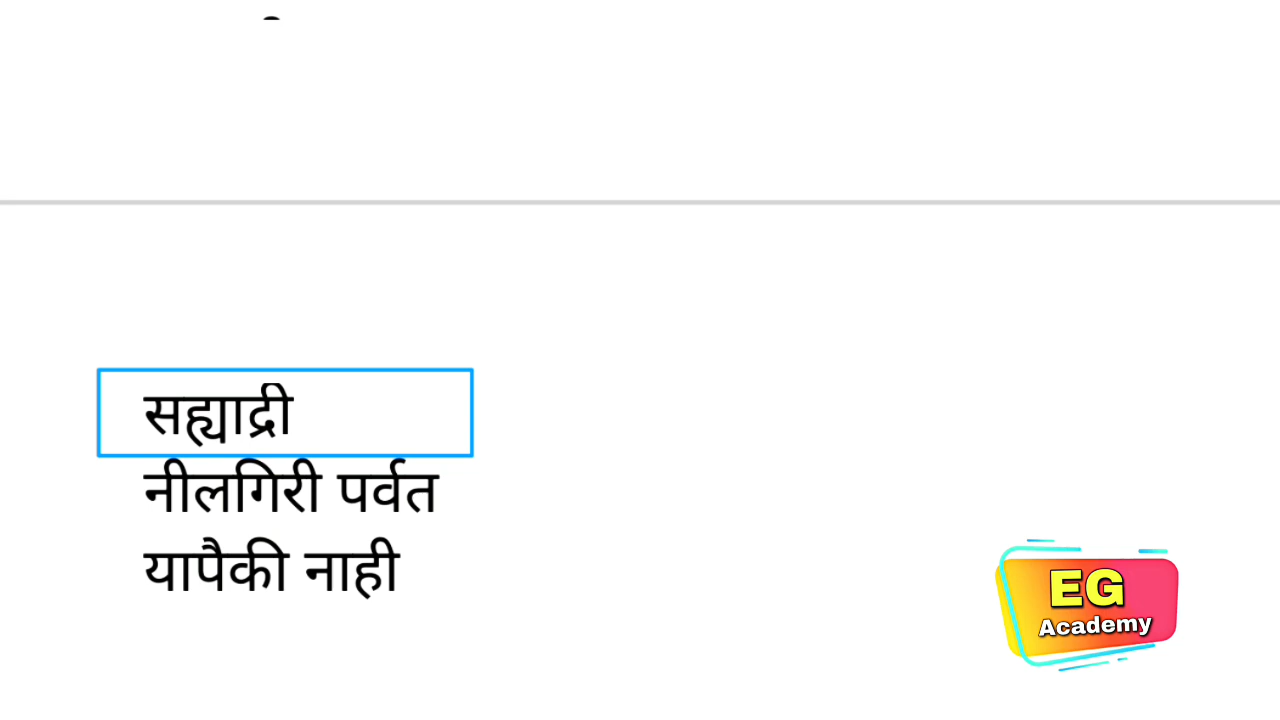 सह्याद्री
नीलगिरी पर्वत
यापैकी नाही
EG
Academy